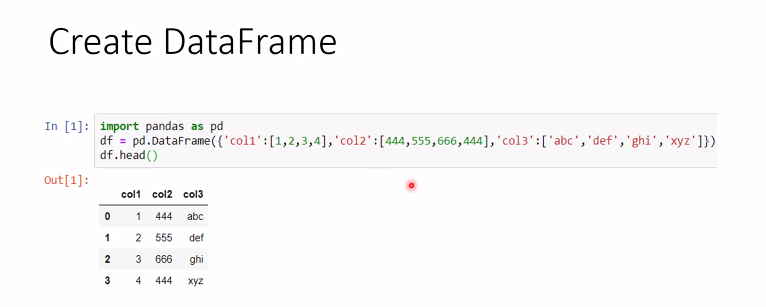 Create DataFrame
In [1]: import pandas as pd
df = pd.DataFrame({'col1':[1,2,3,4],'col2':[444,555,666,444],'col3':['abc','def','ghi','xyz']})
df.head()
Out[1]:
col1 col2 col3
0 1 444 abc
1 2 555 def
2 3 666 ghi
3 4 444 xyz